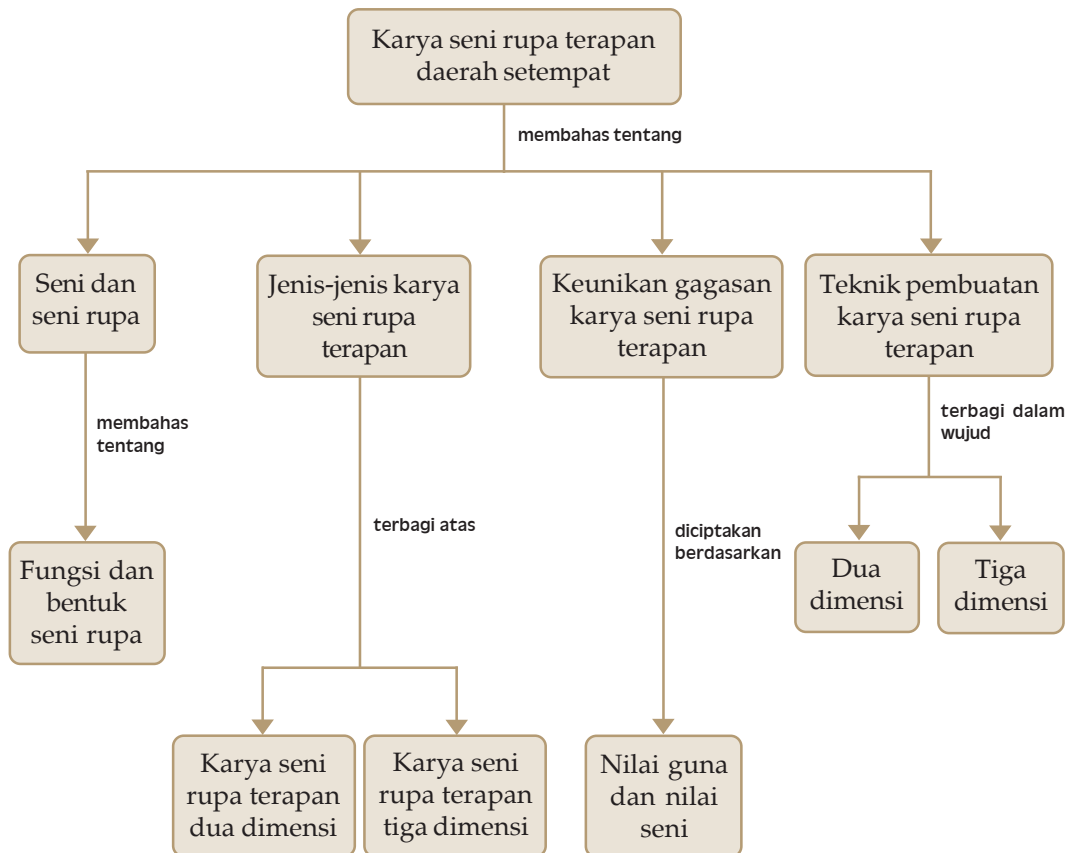 Karya seni rupa terapan
daerah setempat
membahas tentang
Seni dan
seni rupa
Jenis-jenis karya
seni rupa
terapan
Keunikan gagasan
karya seni rupa
terapan
Teknik pembuatan
karya seni rupa
terapan
membahas
tentang
terbagi atas
diciptakan
berdasarkan
terbagi dalam
wujud
Fungsi dan
bentuk
seni rupa
Dua
dimensi
Tiga
dimensi
Karya seni
rupa terapan
dua dimensi
Karya seni
rupa terapan
tiga dimensi
Nilai guna
dan nilai
seni